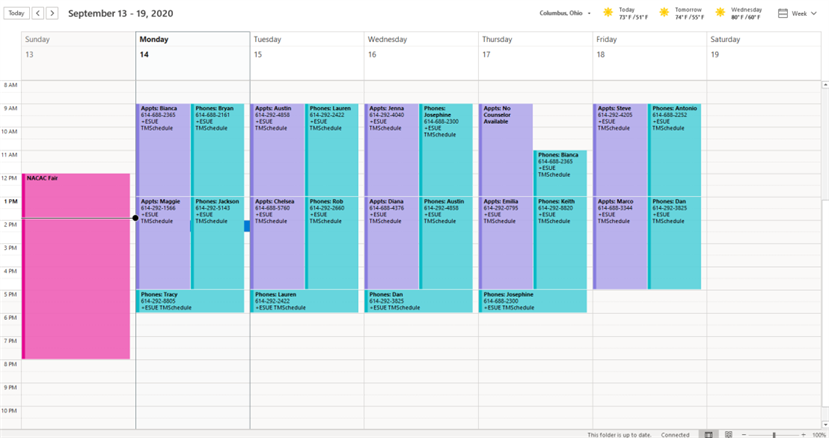 Today
September 13 - 19, 2020
Columbus, Ohio
Today
73° F / 51° F
Tomorrow
74° F / 55° F
Wednesday
80° F / 60° F
Week
Sunday
Monday
Tuesday
Wednesday
Thursday
Friday
Saturday
13
14
15
16
17
18
19
8 AM
9 AM
10 AM
11 AM
12 PM
1 PM
2 PM
3 PM
4 PM
5 PM
6 PM
7 PM
8 PM
9 PM
10 PM
NACAC Fair
Appts: Bianca
614-688-2365
+ESUE
TMSchedule
Phones: Bryan
614-688-2161
+ESUE
TMSchedule
Appts: Maggie
614-292-1566
+ESUE
TMSchedule
Phones: Jackson
614-292-5143
+ESUE
TMSchedule
Phones: Tracy
614-292-8805
+ESUE TMSchedule
Appts: Austin
614-292-4858
+ESUE
TMSchedule
Phones: Lauren
614-292-2422
+ESUE
TMSchedule
Appts: Chelsea
614-688-5760
+ESUE
TMSchedule
Phones: Rob
614-292-2660
+ESUE
TMSchedule
Phones: Lauren
614-292-2422
+ESUE TMSchedule
Appts: Jenna
614-292-4040
+ESUE
TMSchedule
Phones:
Josephine
614-688-2300
+ESUE
TMSchedule
Appts: Diana
614-688-4376
+ESUE
TMSchedule
Phones: Austin
614-292-4858
+ESUE
TMSchedule
Phones: Dan
614-292-3825
+ESUE TMSchedule
Appts: No
Counselor
Available
Phones: Bianca
614-688-2365
+ESUE
TMSchedule
Appts: Emilia
614-292-0795
+ESUE
TMSchedule
Phones: Keith
614-292-8820
+ESUE
TMSchedule
Phones: Josephine
614-688-2300
+ESUE TMSchedule
Appts: Steve
614-292-4205
+ESUE
TMSchedule
Phones: Antonio
614-688-2252
+ESUE
TMSchedule
Appts: Marco
614-688-3344
+ESUE
TMSchedule
Phones: Dan
614-292-3825
+ESUE
TMSchedule
This folder is up to date.
Connected
100%